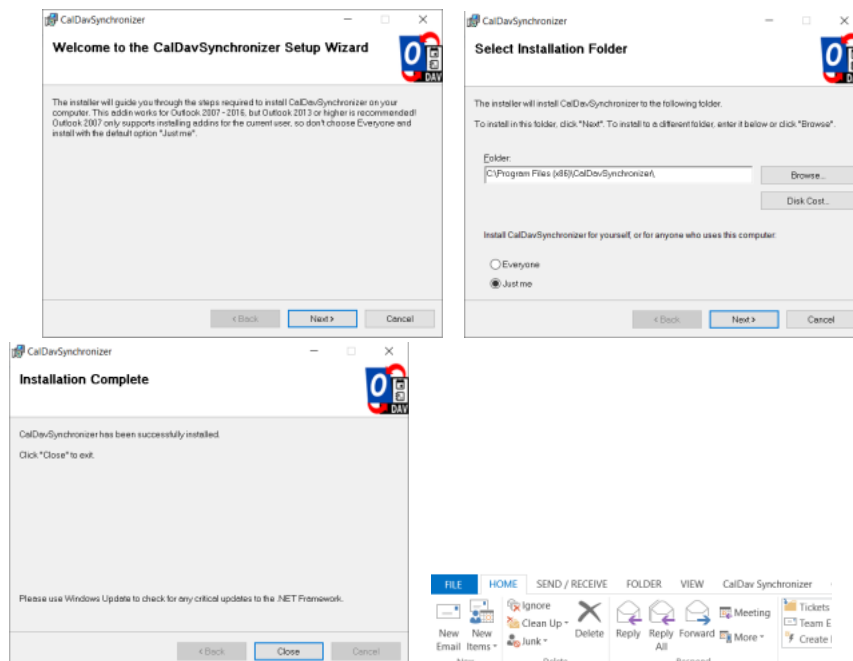 CalDavSynchronizer
Welcome to the CalDavSynchronizer Setup Wizard
O
DAV
The installer will guide you through the steps required to install CalDavSynchronizer on your
computer. This addin works for Outlook 2007 - 2016, but Outlook 2013 or higher is recommended!
Outlook 2007 only supports installing addins for the current user, so don't choose Everyone and
install with the default option "Just me".
< Back
Next >
Cancel
CalDavSynchronizer
Select Installation Folder
O
The installer will install CalDavSynchronizer to the following folder.
To install in this folder, click "Next". To install to a different folder, enter it below or click "Browse".
Folder:
C:\Program Files (x86)\CalDavSynchronizer\,
Browse...
Disk Cost...
Install CalDavSynchronizer for yourself, or for anyone who uses this computer:
Everyone
Just me
< Back
Next >
Cancel
CalDavSynchronizer
Installation Complete
O
DAV
CalDavSynchronizer has been successfully installed.
Click "Close" to exit.
Please use Windows Update to check for any critical updates to the .NET Framework.
< Back
Close
Cancel
FILE HOME SEND / RECEIVE FOLDER VIEW CalDav Synchronizer
New Email
New Items
Ignore
Clean Up
Junk
Delete
Reply
Reply All
Forward
Meeting
More
Tickets
Team E
Create
New
Delete
Respond